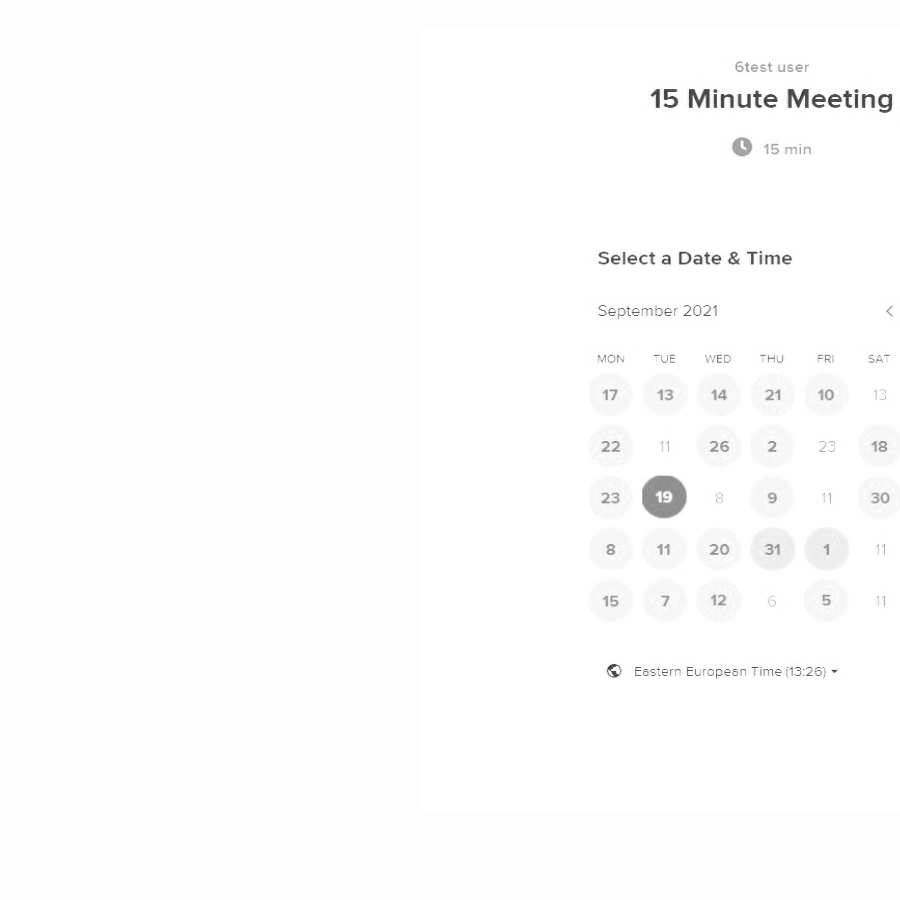 6test user
15 Minute Meeting
15 min
Select a Date & Time
September 2021
MON TUE WED THU FRI SAT
17 13 14 21 10 13
22 11 26 2 23 18
23 19 8 9 11 30
8 11 20 31 1 11
15 7 12 6 5 11
Eastern European Time (13:26)